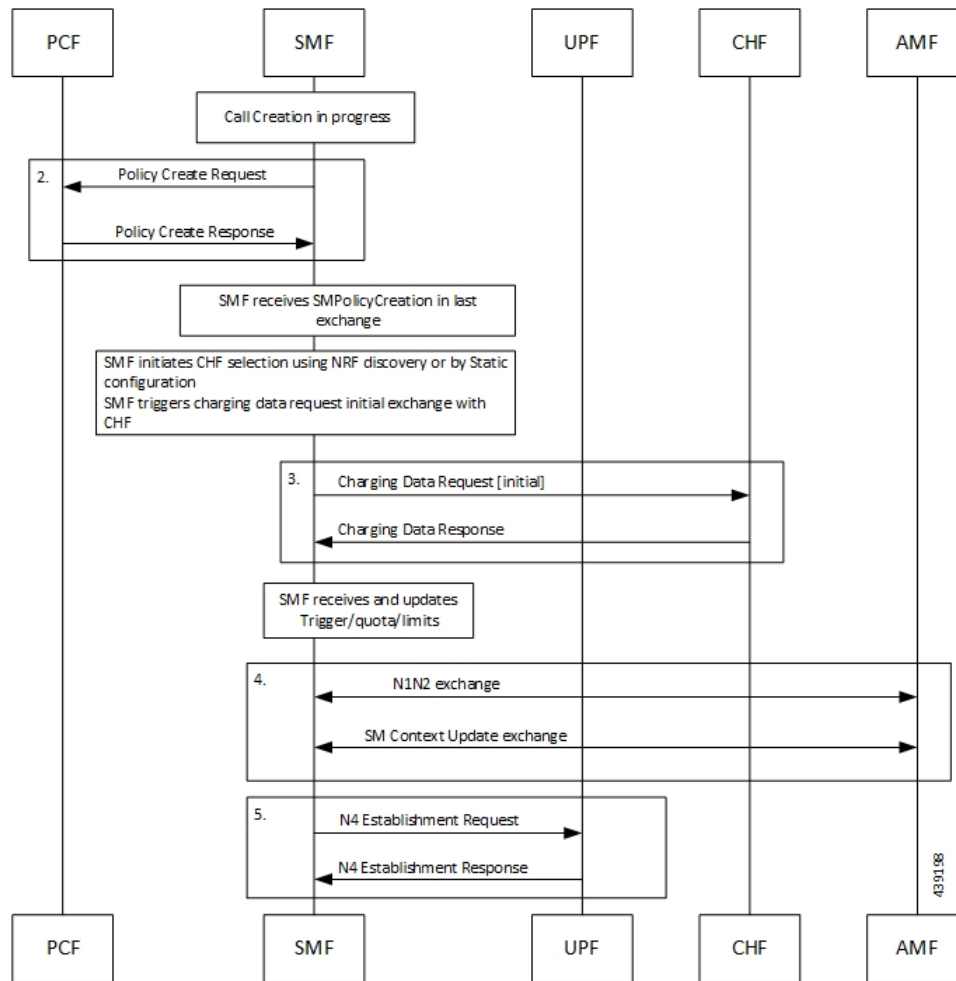 PCF
SMF
UPF
CHF
AMF
Call Creation in progress
2.
Policy Create Request
Policy Create Response
SMF receives SMPolicyCreation in last
exchange
SMF initiates CHF selection using NRF discovery or by Static
configuration
SMF triggers charging data request initial exchange with
CHF
3.
Charging Data Request [initial]
Charging Data Response
SMF receives and updates
Trigger/quota/limits
4.
N1N2 exchange
SM Context Update exchange
5.
N4 Establishment Request
N4 Establishment Response
439198
PCF
SMF
UPF
CHF
AMF